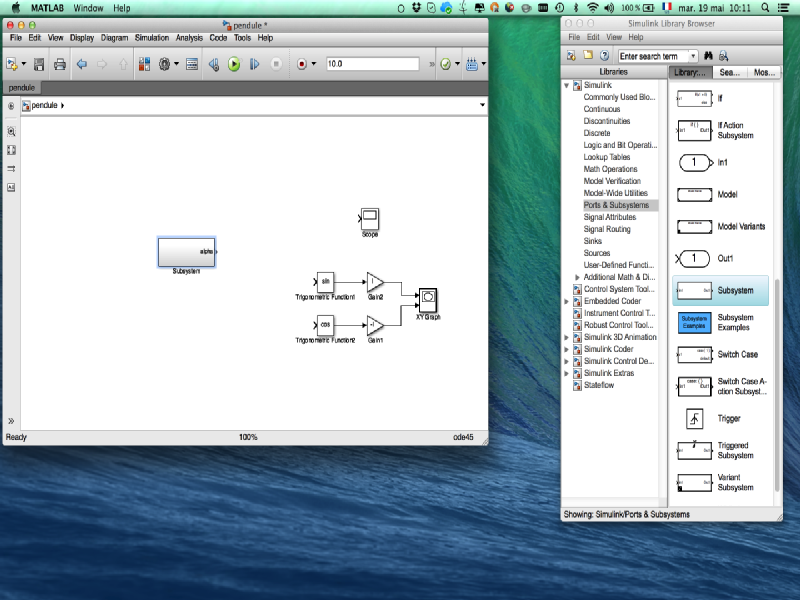 MATLAB Window Help
100% mar. 19 mai 10:11
pendule *
File Edit View Display Diagram Simulation Analysis Code Tools Help
10.0
pendule
pendule
alpha
Subsystem
Scope
sin
Trigonometric Function1
Gain2
XY Graph
cos
-1
Trigonometric Function2
Gain1
Ready 100% ode45
Simulink Library Browser
File Edit View Help
Enter search term
Libraries
Simulink
Commonly Used Blo...
Continuous
Discontinuities
Discrete
Logic and Bit Operati...
Lookup Tables
Math Operations
Model Verification
Model-Wide Utilities
Ports & Subsystems
Signal Attributes
Signal Routing
Sinks
Sources
User-Defined Functi...
Additional Math & Di...
Control System Tool...
Embedded Coder
Instrument Control T...
Robust Control Tool...
Simulink 3D Animation
Simulink Coder
Simulink Control De...
Simulink Extras
Stateflow
Library:... Sea... Mos...
If
If Action
Subsystem
1
In1
Model
Model Variants
1
Out1
Subsystem
Subsystem
Examples
Subsystem
Examples
Switch Case
Switch Case A-
ction Subsyst...
Trigger
Triggered
Subsystem
Variant
Subsystem
Showing: Simulink/Ports & Subsystems